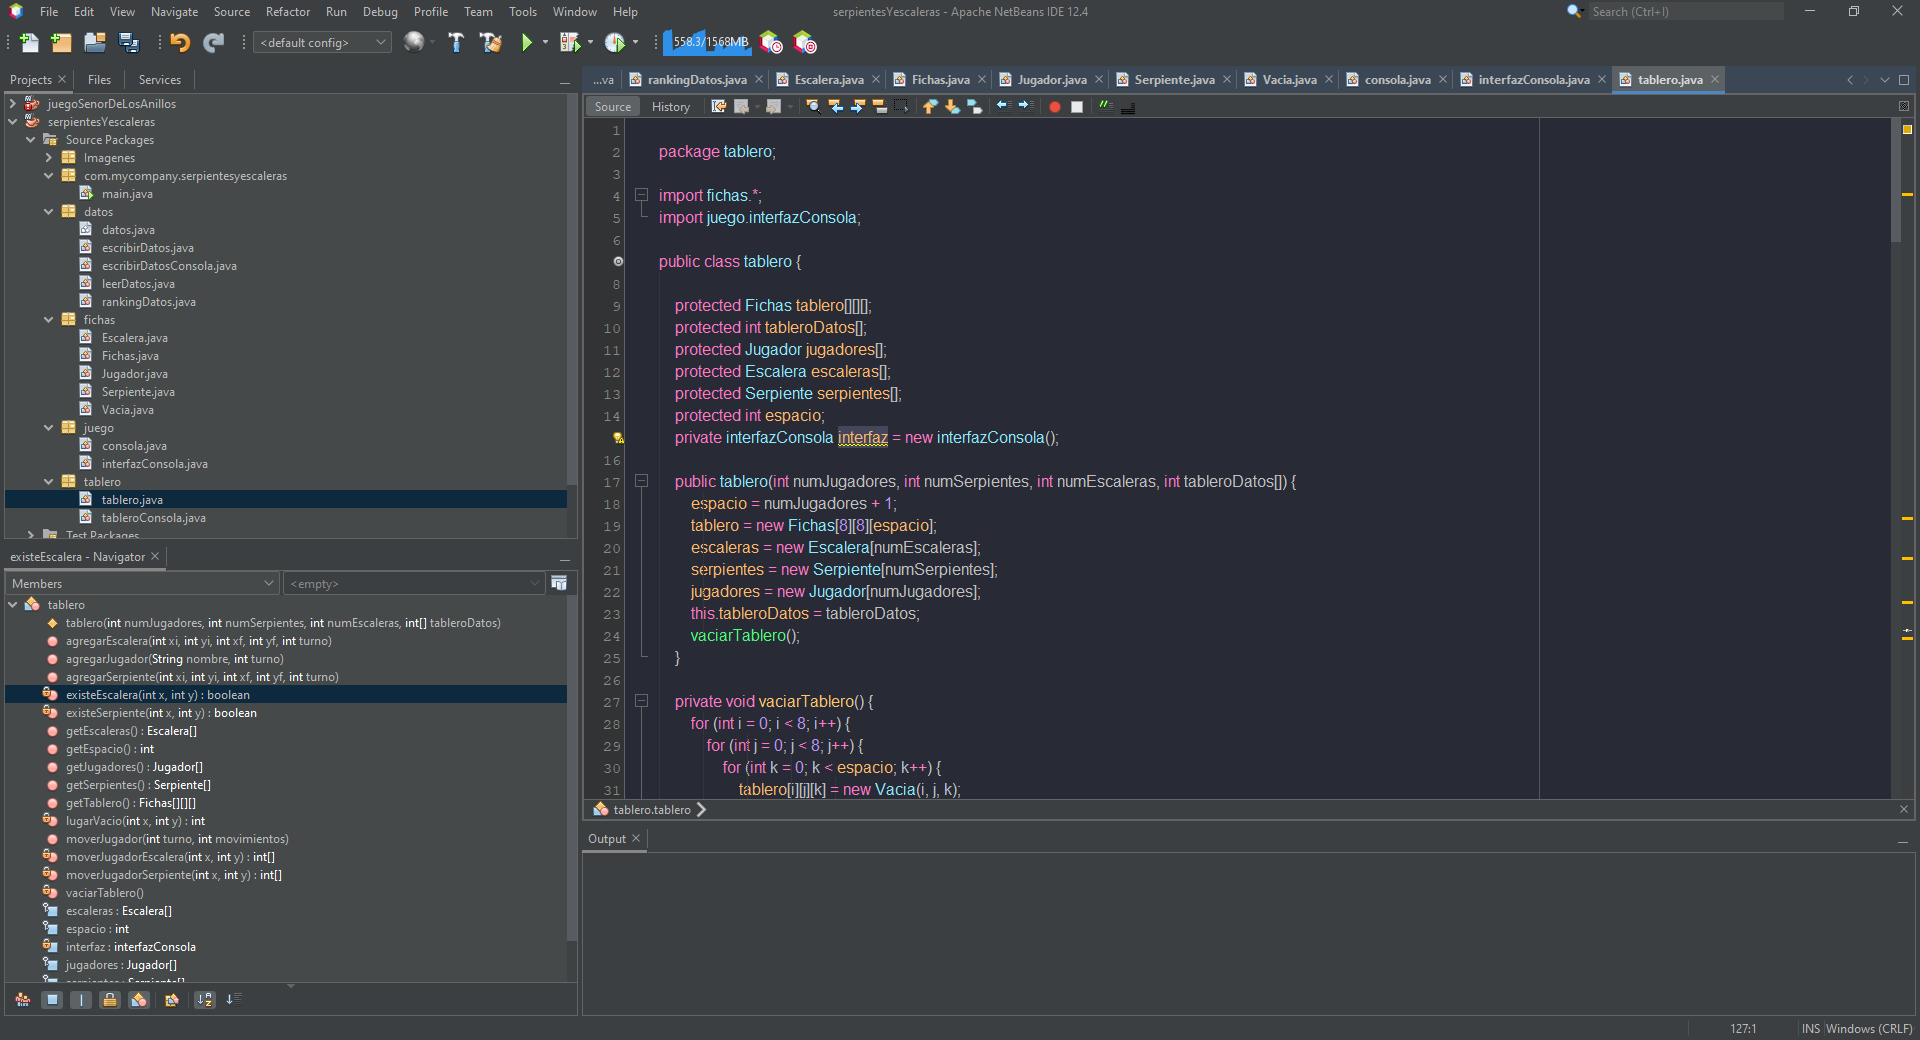 File Edit View Navigate Source Refactor Run Debug Profile Team Tools Window Help
serpientesYescaleras - Apache NetBeans IDE 12.4
Search (Ctrl+I)
<default config>
558.3/1568MB
Projects Files Services
juegoSenorDeLosAnillos
serpientesYescaleras
Source Packages
Imagenes
com.mycompany.serpientesyescaleras
main.java
datos
datos.java
escribirDatos.java
escribirDatosConsola.java
leerDatos.java
rankingDatos.java
fichas
Escalera.java
Fichas.java
Jugador.java
Serpiente.java
Vacia.java
juego
consola.java
interfazConsola.java
tablero
tablero.java
tableroConsola.java
Test Packages
existeEscalera - Navigator
Members
<empty>
tablero
tablero(int numJugadores, int numSerpientes, int numEscaleras, int[] tableroDatos)
agregarEscalera(int xi, int yi, int xf, int yf, int turno)
agregarJugador(String nombre, int turno)
agregarSerpiente(int xi, int yi, int xf, int yf, int turno)
existeEscalera(int x, int y) : boolean
existeSerpiente(int x, int y) : boolean
getEscaleras() : Escalera[]
getEspacio() : int
getJugadores() : Jugador[]
getSerpientes() : Serpiente[]
getTablero() : Fichas[][][]
lugarVacio(int x, int y) : int
moverJugador(int turno, int movimientos)
moverJugadorEscalera(int x, int y) : int[]
moverJugadorSerpiente(int x, int y) : int[]
vaciarTablero()
escaleras : Escalera[]
espacio : int
interfaz : interfazConsola
jugadores : Jugador[]
serpientes : Serpiente[]
...va rankingDatos.java Escalera.java Fichas.java Jugador.java Serpiente.java Vacia.java consola.java interfazConsola.java tablero.java
Source History
1
2 package tablero;
3
4 import fichas.*;
5 import juego.interfazConsola;
6
public class tablero {
8
9 protected Fichas tablero[][][];
10 protected int tableroDatos[];
11 protected Jugador jugadores[];
12 protected Escalera escaleras[];
13 protected Serpiente serpientes[];
14 protected int espacio;
private interfazConsola interfaz = new interfazConsola();
16
17 public tablero(int numJugadores, int numSerpientes, int numEscaleras, int tableroDatos[]) {
18 espacio = numJugadores + 1;
19 tablero = new Fichas[8][8][espacio];
20 escaleras = new Escalera[numEscaleras];
21 serpientes = new Serpiente[numSerpientes];
22 jugadores = new Jugador[numJugadores];
23 this.tableroDatos = tableroDatos;
24 vaciarTablero();
25 }
26
27 private void vaciarTablero() {
28 for (int i = 0; i < 8; i++) {
29 for (int j = 0; j < 8; j++) {
30 for (int k = 0; k < espacio; k++) {
31 tablero[i][j][k] = new Vacia(i, j, k);
tablero.tablero
Output
127:1
INS Windows (CRLF)